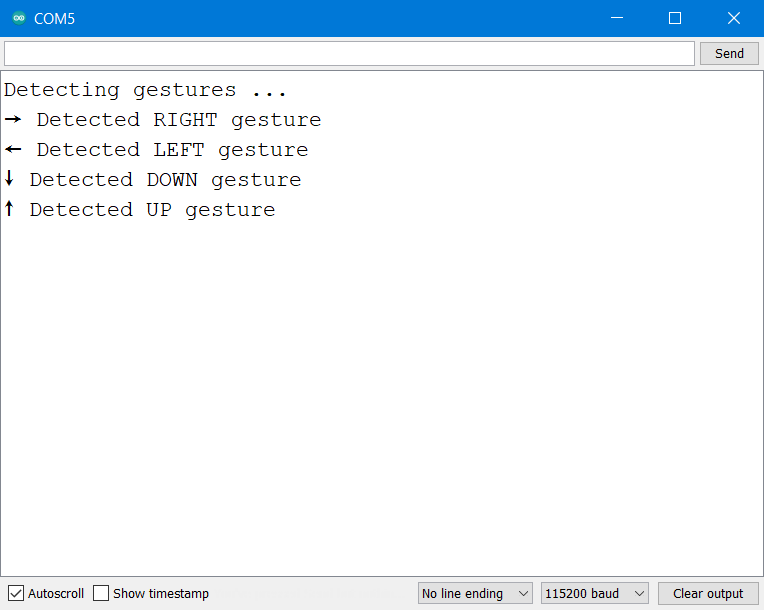 COM5
Send
Detecting gestures ...
→ Detected RIGHT gesture
← Detected LEFT gesture
↓ Detected DOWN gesture
↑ Detected UP gesture
Autoscroll Show timestamp No line ending 115200 baud Clear output